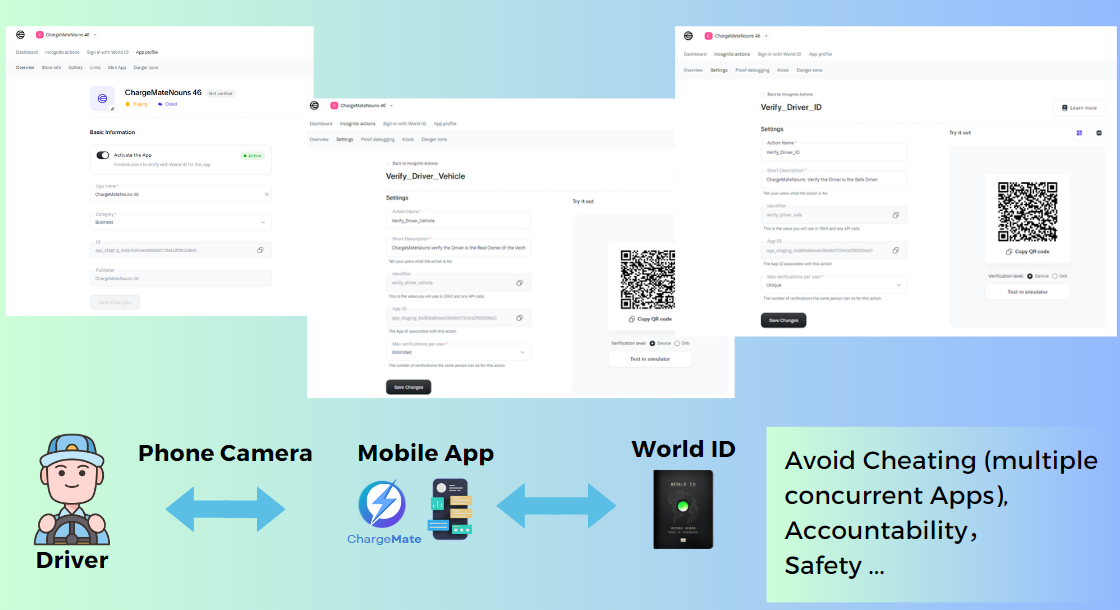 ChargeMateNouns 46
Dashboard Incognito actions Sign in with World ID App profile
Overview Store info Gallery Links Mini App Danger zone
ChargeMateNouns 46 Not verified
Staging Cloud
Basic Information
Activate the App
Enables users to verify with World ID for this app
Active
App name*
ChargeMateNouns 46
Category*
Business
ID
Publisher
ChargeMateNouns 46
Save Changes
ChargeMateNouns 46
Dashboard Incognito actions Sign in with World ID App profile
Overview Settings Proof debugging Kiosk Danger zone
Back to Incognito Actions
Verify_Driver_Vehicle
Settings
Try it out
Action Name*
Verify_Driver_Vehicle
Short Description*
ChargeMateNouns verify the Driver is the Real Owner of the Vech
Tell your users what the action is for.
Identifier
verify_driver_vehicle
This is the value you will use in IDKit and any API calls.
App ID
The App ID associated with this action
Max verifications per user*
Unlimited
The number of verifications the same person can do for this action
Save Changes
Copy QR code
Verification level: Device Orb
Test in simulator
ChargeMateNouns 46
Dashboard Incognito actions Sign in with World ID App profile
Overview Settings Proof debugging Kiosk Danger zone
Back to Incognito Actions
Verify_Driver_ID
Learn more
Settings
Try it out
Action Name*
Verify_Driver_ID
Short Description*
ChargeMateNouns: Verify the Driver is the Safe Driver
Tell your users what the action is for.
Identifier
verify_driver_safe
This is the value you will use in IDKit and any API calls.
App ID
The App ID associated with this action
Max verifications per user*
Unique
The number of verifications the same person can do for this action
Save Changes
Copy QR code
Verification level: Device Orb
Test in simulator
Driver
Phone Camera
Mobile App
ChargeMate
World ID
WORLD ID
Avoid Cheating (multiple
concurrent Apps),
Accountability,
Safety ...